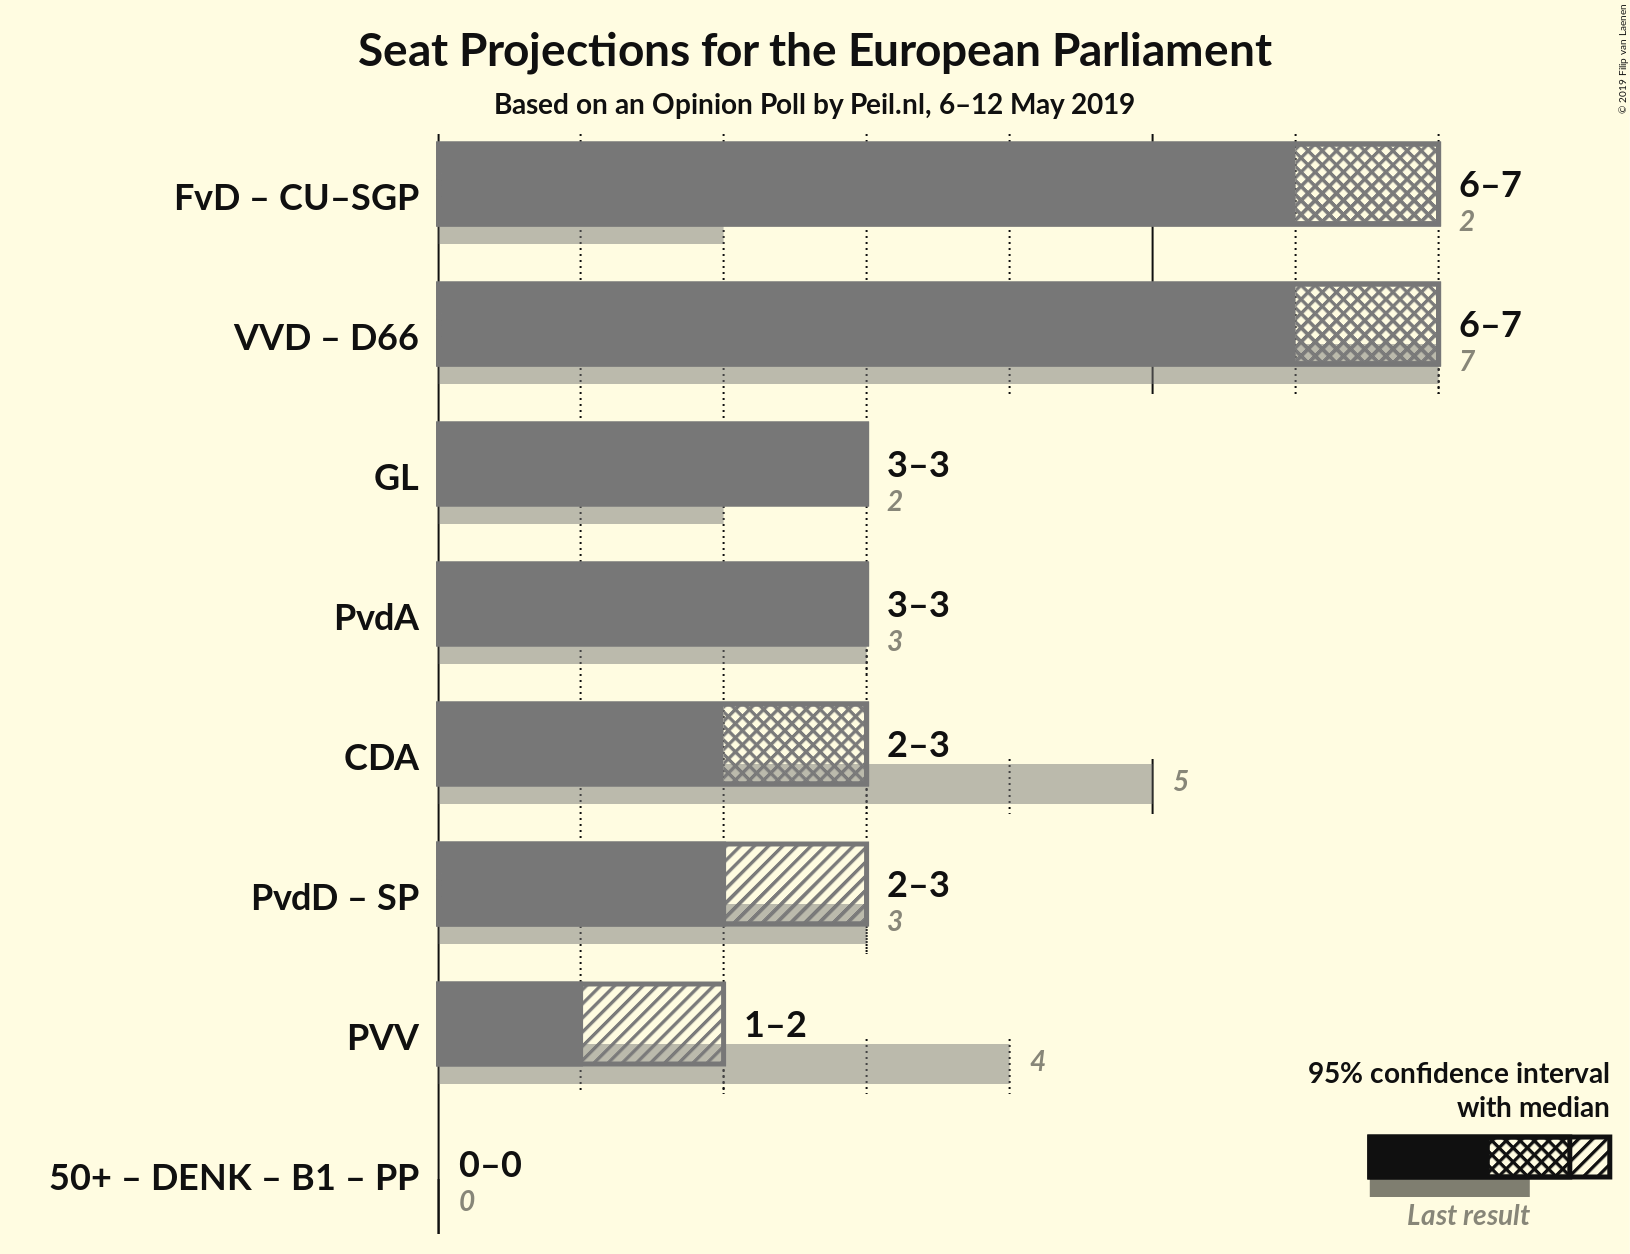 Seat Projections for the European Parliament
Based on an Opinion Poll by Peil.nl, 6–12 May 2019
© 2019 Filip van Laenen
FvD – CU–SGP
6–7
2
VVD – D66
6–7
7
GL
3–3
2
PvdA
3–3
3
CDA
2–3
5
PvdD – SP
2–3
3
PVV
1–2
4
50+ – DENK – B1 – PP
0–0
0
95% confidence interval
with median
Last result